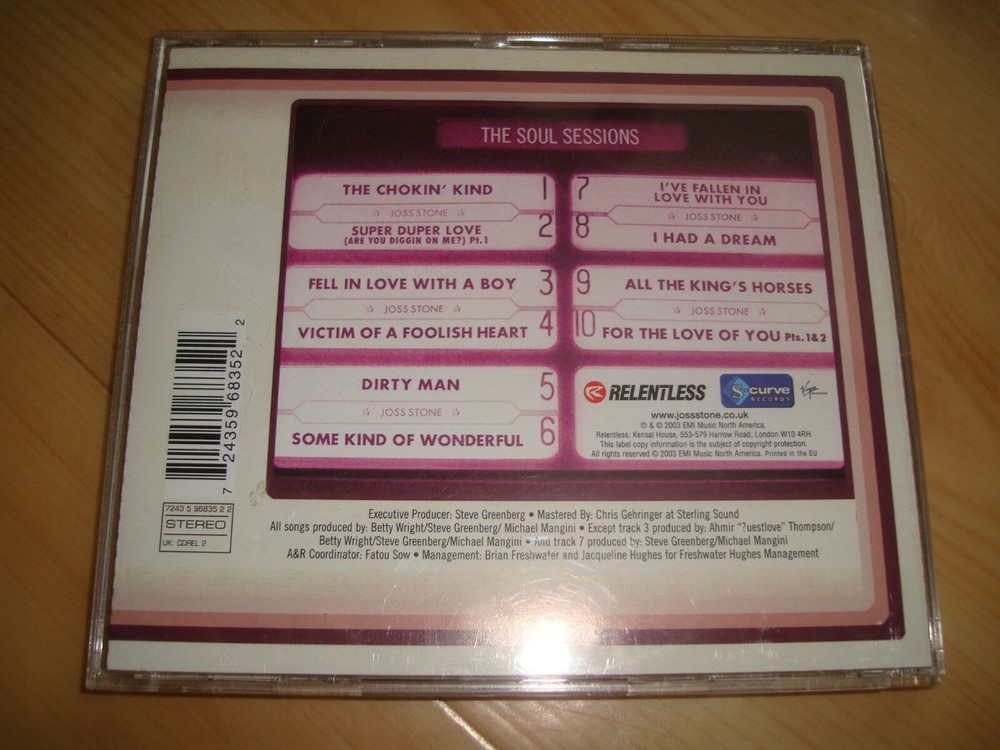 THE SOUL SESSIONS
THE CHOKIN' KIND 1
☆ JOSS STONE ☆
SUPER DUPER LOVE 2
(ARE YOU DIGGIN ON ME?) Pt.1
FELL IN LOVE WITH A BOY 3
☆ JOSS STONE ☆
VICTIM OF A FOOLISH HEART 4
DIRTY MAN 5
☆ JOSS STONE ☆
SOME KIND OF WONDERFUL 6
7 I'VE FALLEN IN
LOVE WITH YOU
☆ JOSS STONE ☆
8 I HAD A DREAM
9 ALL THE KING'S HORSES
☆ JOSS STONE ☆
10 FOR THE LOVE OF YOU Pts.1&2
RELENTLESS S-curve RECORDS Virgin
www.jossstone.co.uk
℗ & © 2003 EMI Music North America.
Relentless: Kensal House, 553-579 Harrow Road, London W10 4RH.
This label copy information is the subject of copyright protection.
All rights reserved © 2003 EMI Music North America. Printed in the EU
7 24359 68352 2
7243 5 96835 2 2
STEREO
UK: CDREL 2
Executive Producer: Steve Greenberg • Mastered By: Chris Gehringer at Sterling Sound
All songs produced by: Betty Wright/Steve Greenberg/ Michael Mangini • Except track 3 produced by: Ahmir "?uestlove" Thompson/
Betty Wright/Steve Greenberg/Michael Mangini • And track 7 produced by: Steve Greenberg/Michael Mangini
A&R Coordinator: Fatou Sow • Management: Brian Freshwater and Jacqueline Hughes for Freshwater Hughes Management